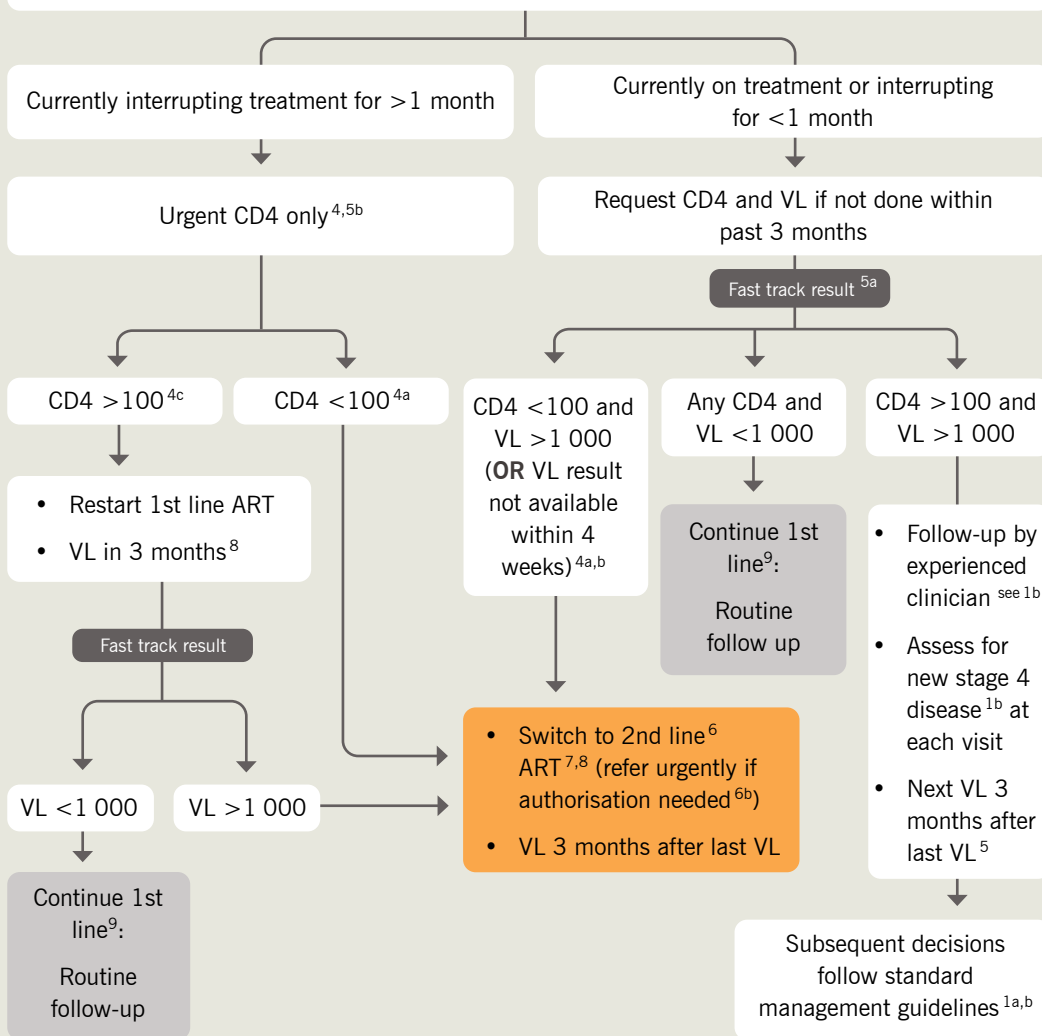 Currently interrupting treatment for >1 month
Currently on treatment or interrupting
for <1 month
Urgent CD4 only 4,5b
Request CD4 and VL if not done within
past 3 months
Fast track result 5a
CD4 >100 4c
CD4 <100 4a
CD4 <100 and
VL >1 000
(OR VL result
not available
within 4
weeks) 4a,b
Any CD4 and
VL <1 000
CD4 >100 and
VL >1 000
• Restart 1st line ART
• VL in 3 months 8
Fast track result
Continue 1st
line9:
Routine
follow up
• Follow-up by
experienced
clinician see 1b
• Assess for
new stage 4
disease 1b at
each visit
• Next VL 3
months after
last VL 5
VL <1 000
VL >1 000
• Switch to 2nd line 6
ART 7,8 (refer urgently if
authorisation needed 6b)
• VL 3 months after last VL
Continue 1st
line9:
Routine
follow-up
Subsequent decisions
follow standard
management guidelines 1a,b